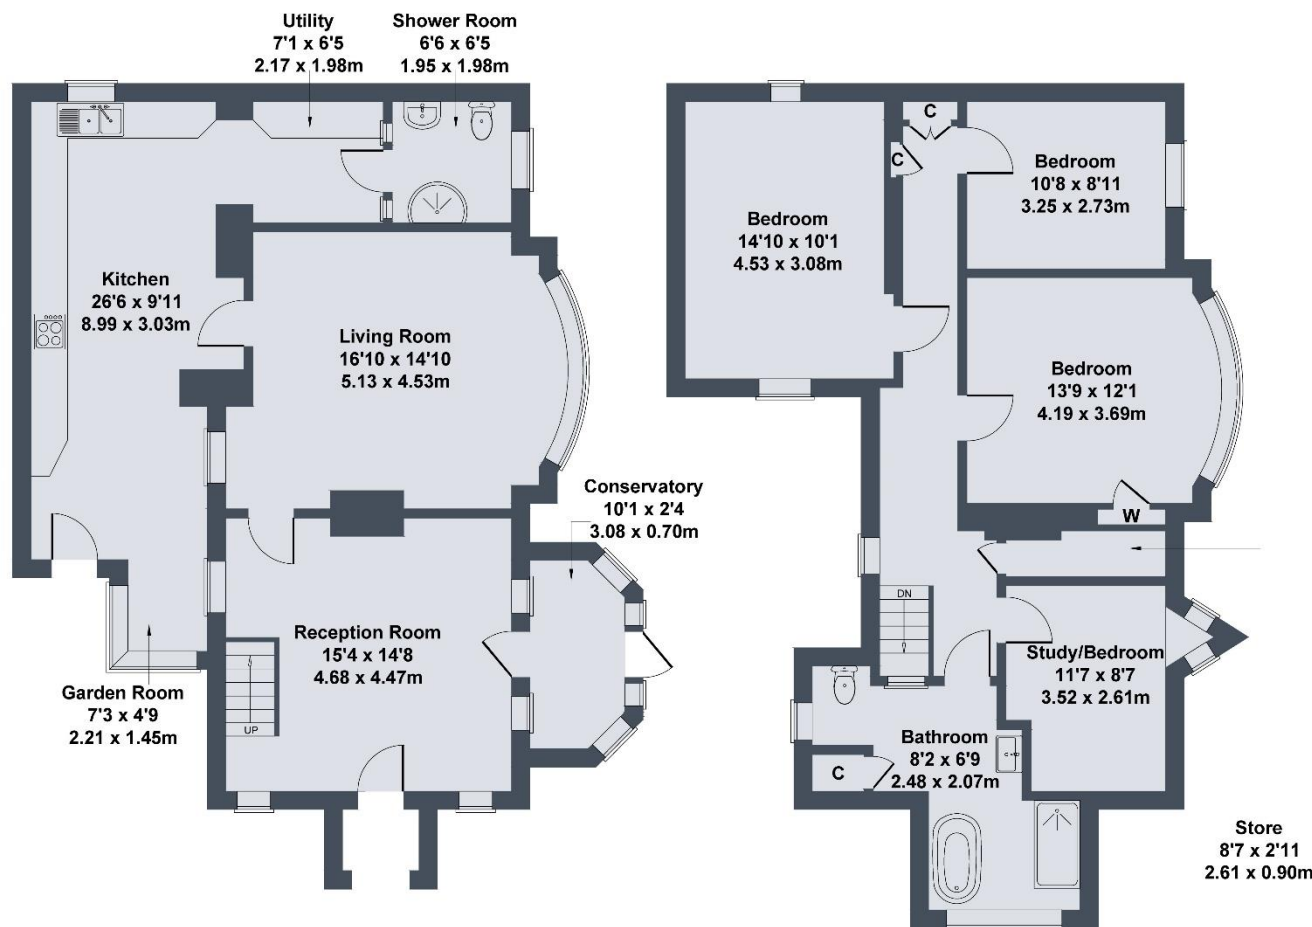 Utility
7'1 x 6'5
2.17 x 1.98m
Shower Room
6'6 x 6'5
1.95 x 1.98m
Kitchen
26'6 x 9'11
8.99 x 3.03m
Living Room
16'10 x 14'10
5.13 x 4.53m
Conservatory
10'1 x 2'4
3.08 x 0.70m
Reception Room
15'4 x 14'8
4.68 x 4.47m
UP
Garden Room
7'3 x 4'9
2.21 x 1.45m
C
C
Bedroom
10'8 x 8'11
3.25 x 2.73m
Bedroom
14'10 x 10'1
4.53 x 3.08m
Bedroom
13'9 x 12'1
4.19 x 3.69m
W
DN
Study/Bedroom
11'7 x 8'7
3.52 x 2.61m
Bathroom
8'2 x 6'9
2.48 x 2.07m
C
Store
8'7 x 2'11
2.61 x 0.90m